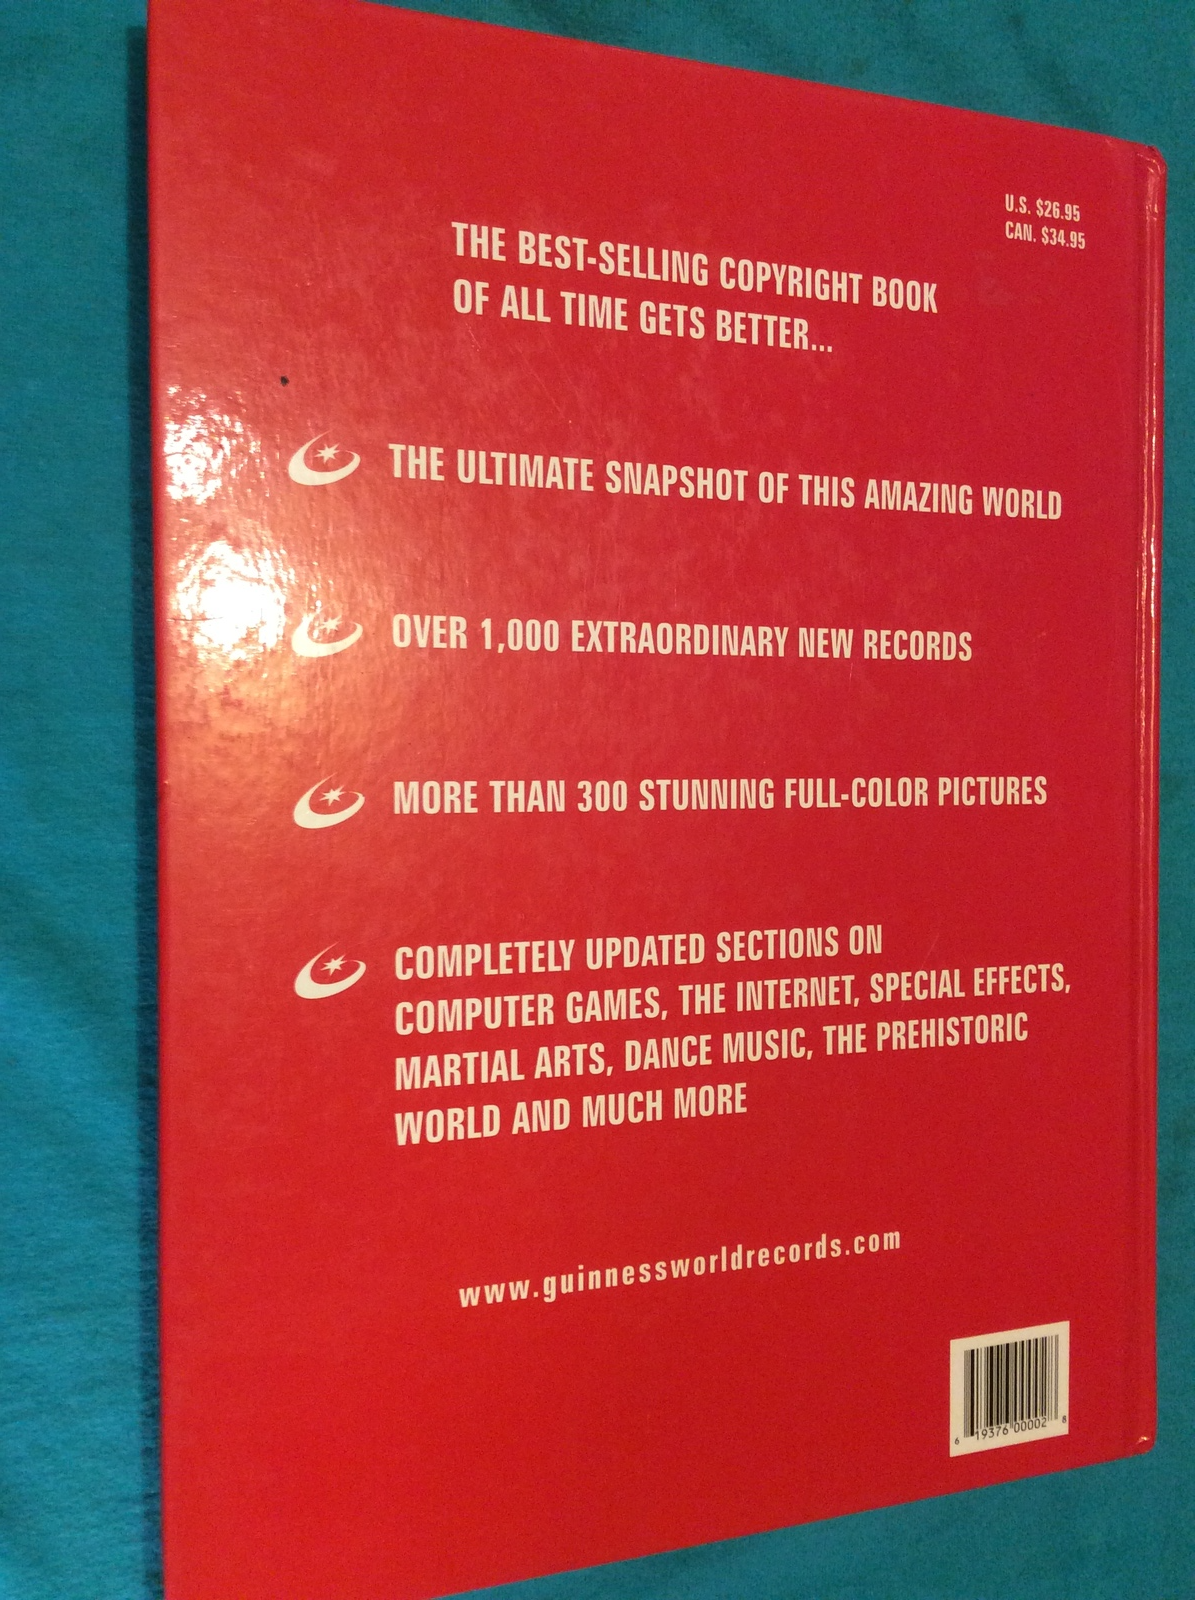 U.S. $26.95
CAN. $34.95
THE BEST-SELLING COPYRIGHT BOOK
OF ALL TIME GETS BETTER...
THE ULTIMATE SNAPSHOT OF THIS AMAZING WORLD
OVER 1,000 EXTRAORDINARY NEW RECORDS
MORE THAN 300 STUNNING FULL-COLOR PICTURES
COMPLETELY UPDATED SECTIONS ON
COMPUTER GAMES, THE INTERNET, SPECIAL EFFECTS,
MARTIAL ARTS, DANCE MUSIC, THE PREHISTORIC
WORLD AND MUCH MORE
www.guinnessworldrecords.com
6 19376 00002 8